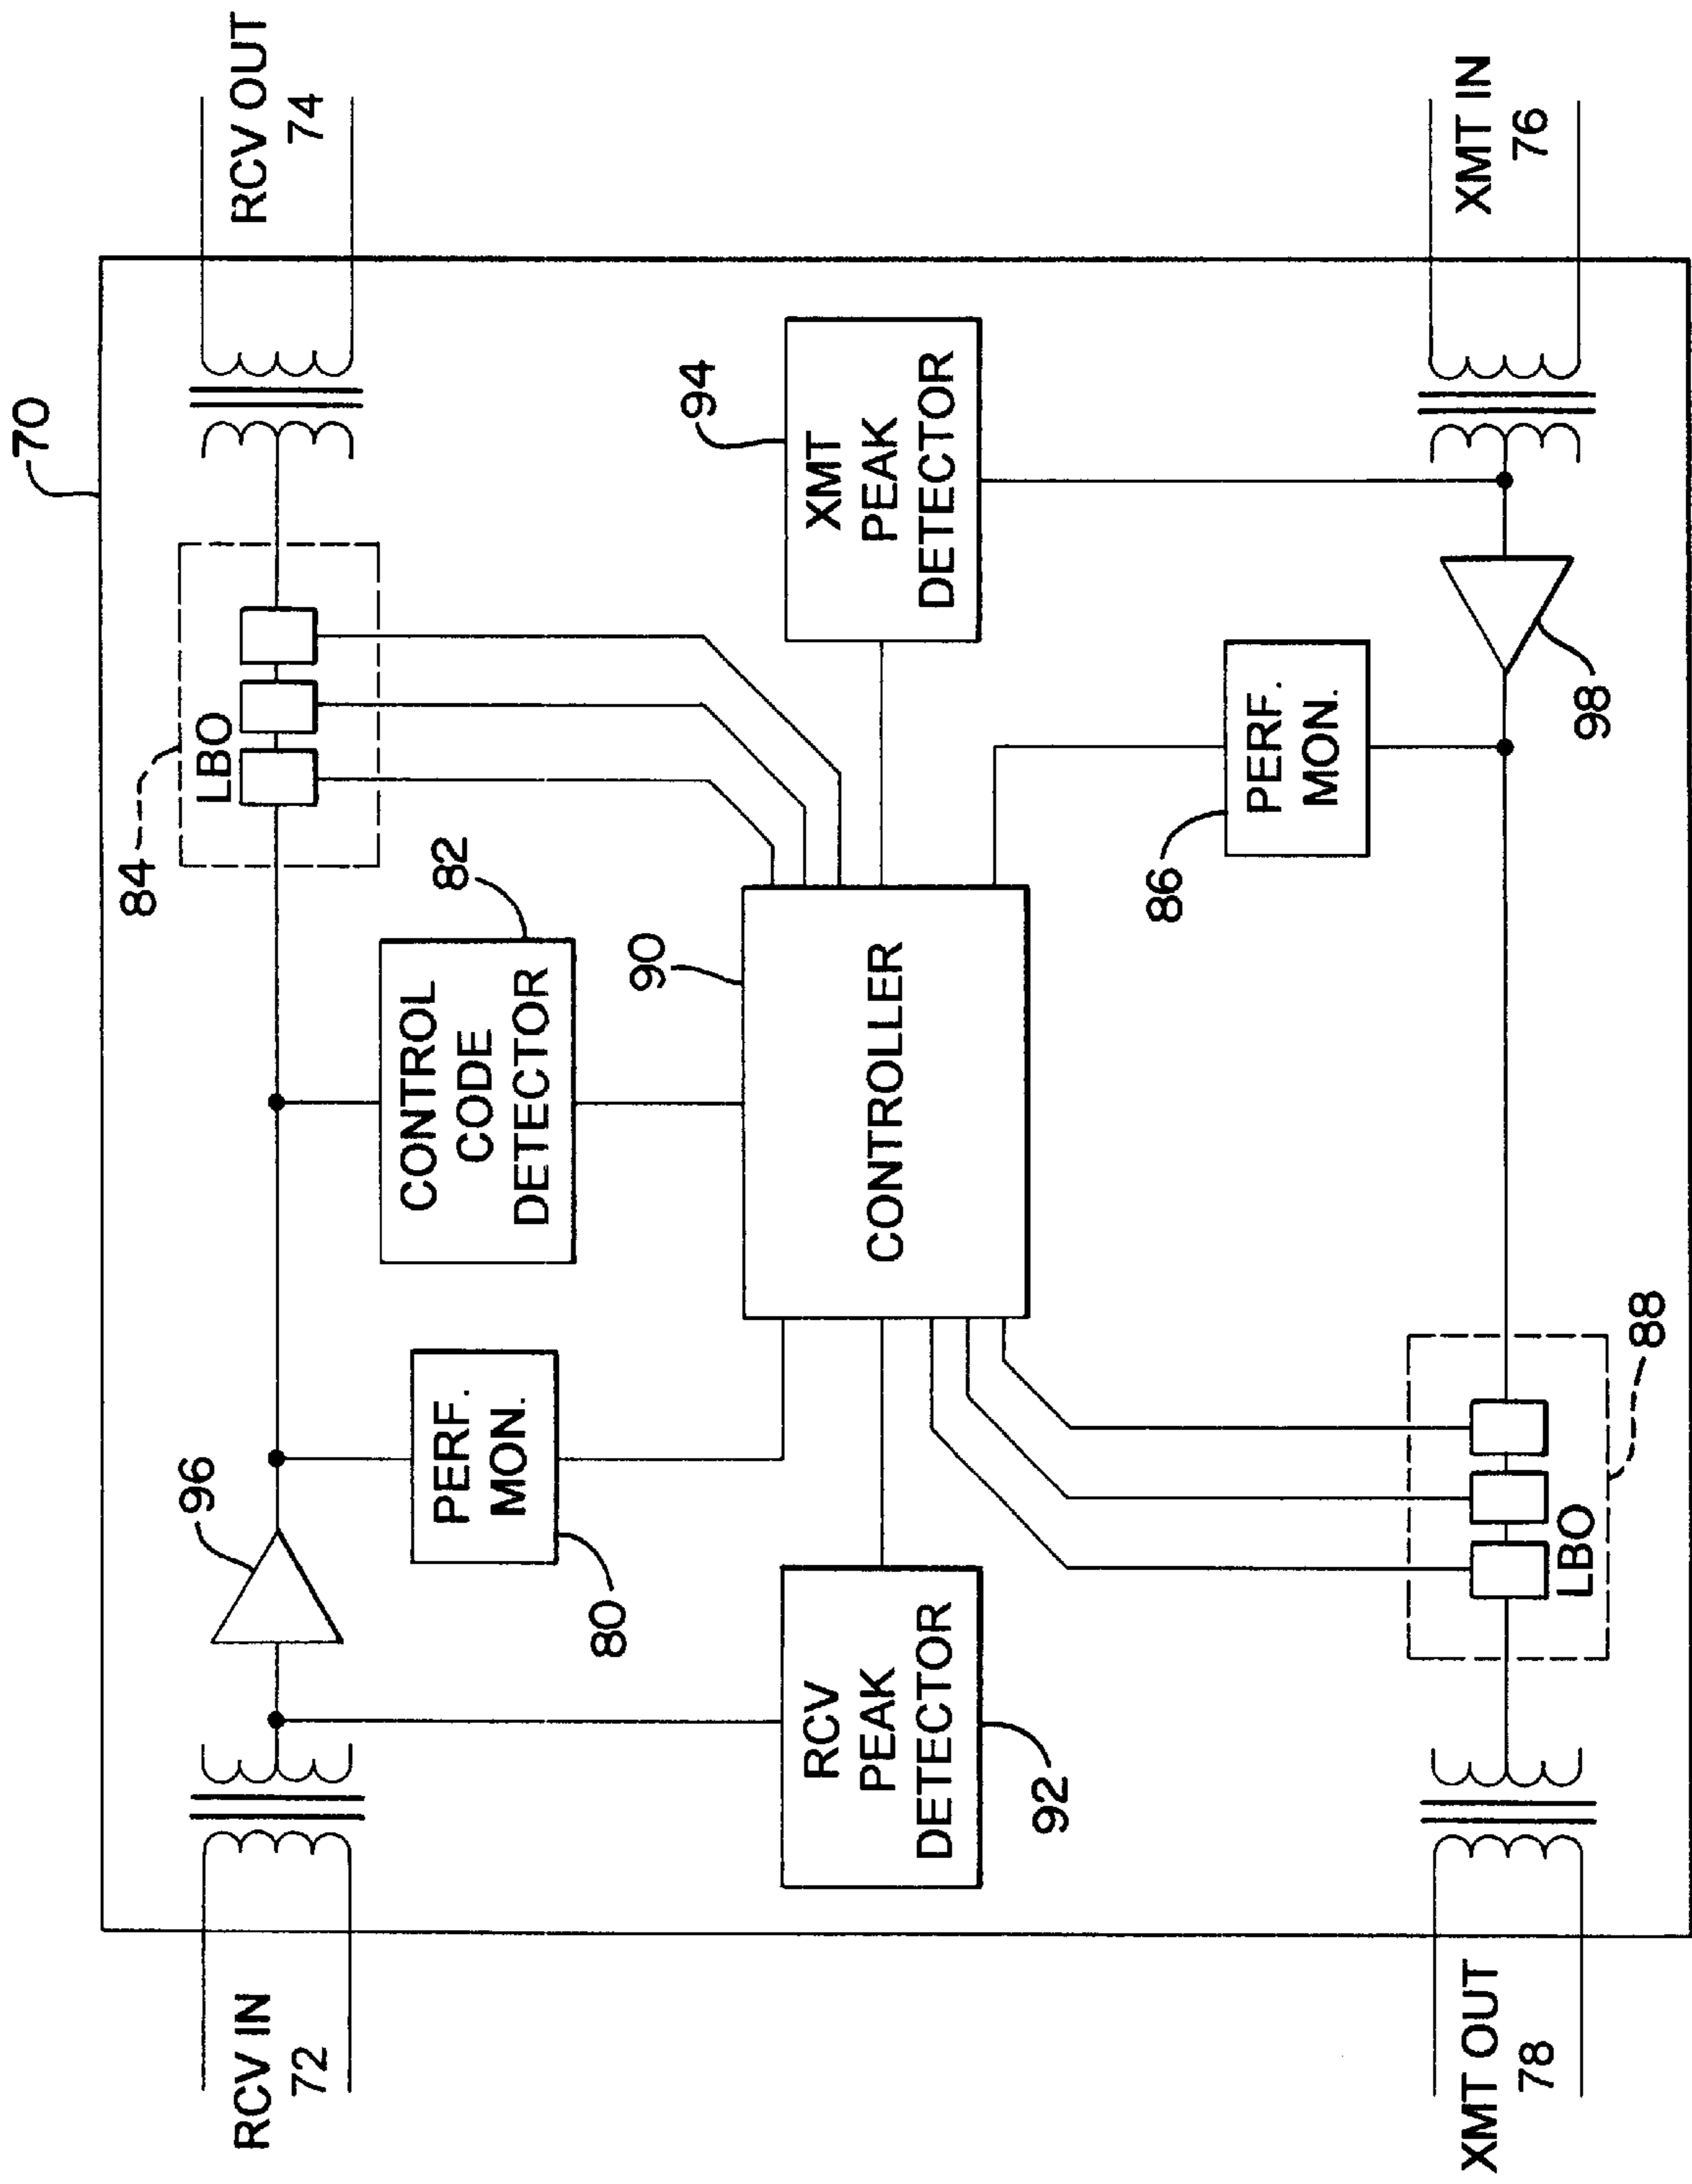 70
RCV IN
72
RCV OUT
74
96
84
LBO
PERF.
MON.
80
CONTROL
CODE
DETECTOR
82
RCV
PEAK
DETECTOR
92
90
CONTROLLER
XMT
PEAK
DETECTOR
94
86
PERF.
MON.
98
LBO
88
XMT OUT
78
XMT IN
76